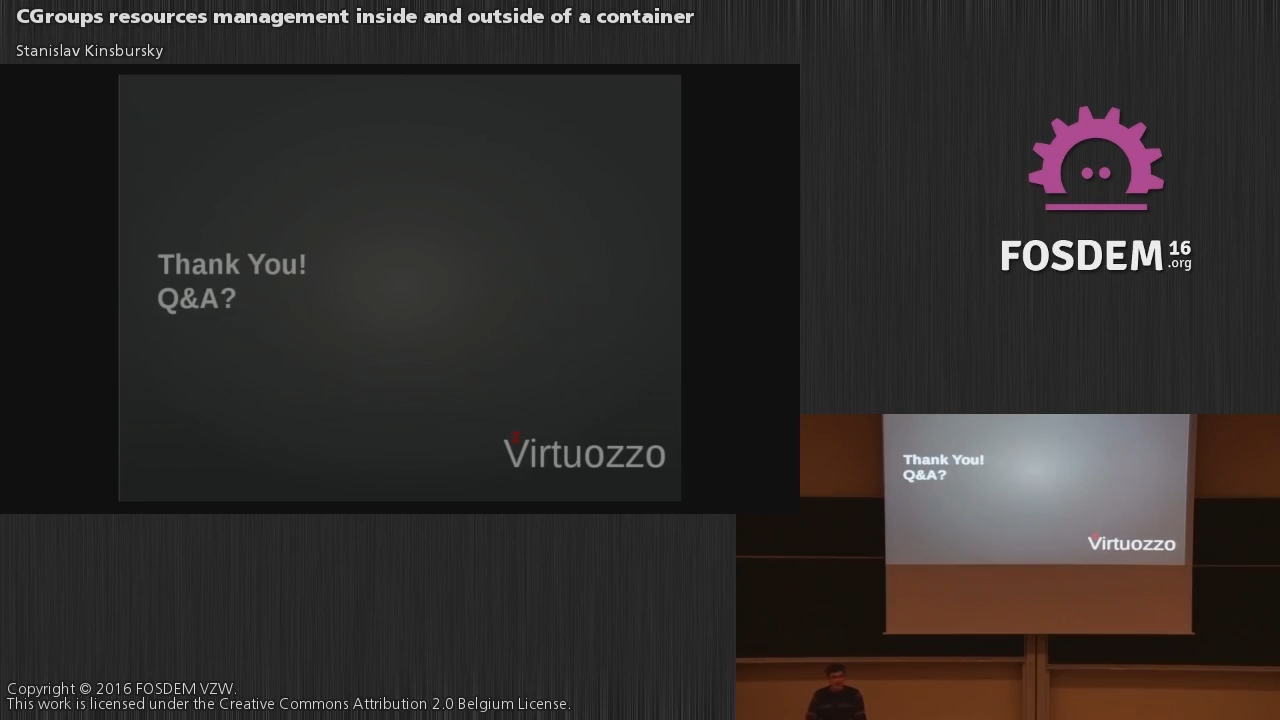 CGroups resources management inside and outside of a container
Stanislav Kinsbursky
Thank You!
Q&A?
Virtuozzo
FOSDEM 16
.org
Thank You!
Q&A?
Virtuozzo
Copyright © 2016 FOSDEM VZW.
This work is licensed under the Creative Commons Attribution 2.0 Belgium License.